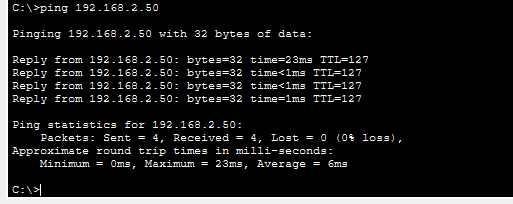 C:\>ping 192.168.2.50
Pinging 192.168.2.50 with 32 bytes of data:
Reply from 192.168.2.50: bytes=32 time=23ms TTL=127
Reply from 192.168.2.50: bytes=32 time<1ms TTL=127
Reply from 192.168.2.50: bytes=32 time<1ms TTL=127
Reply from 192.168.2.50: bytes=32 time=1ms TTL=127
Ping statistics for 192.168.2.50:
    Packets: Sent = 4, Received = 4, Lost = 0 (0% loss),
Approximate round trip times in milli-seconds:
    Minimum = 0ms, Maximum = 23ms, Average = 6ms
C:\>